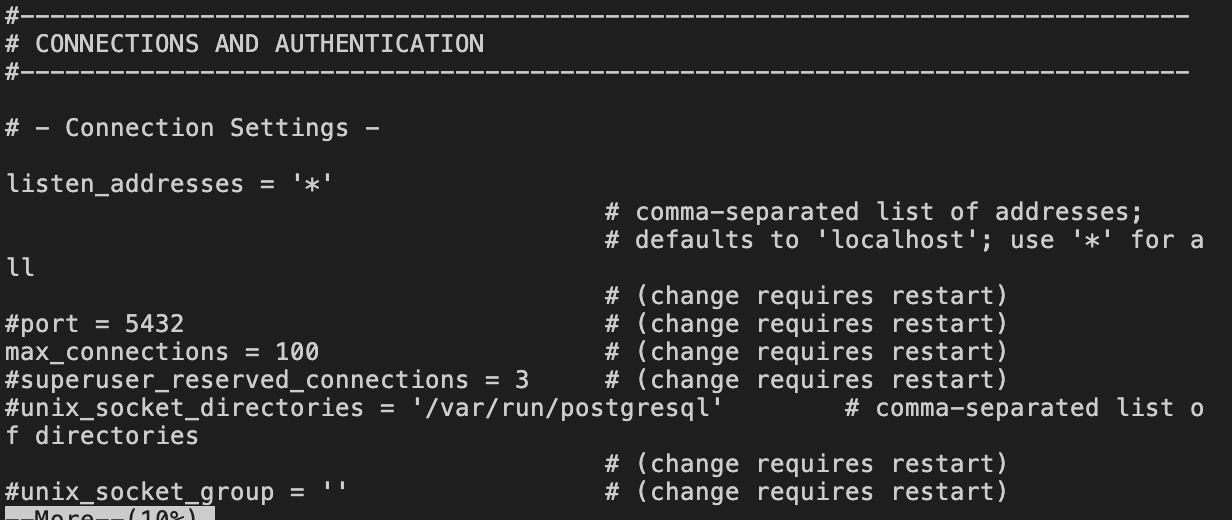 #------------------------------------------------------------------------------
# CONNECTIONS AND AUTHENTICATION
#------------------------------------------------------------------------------

# - Connection Settings -

listen_addresses = '*'
                                        # comma-separated list of addresses;
                                        # defaults to 'localhost'; use '*' for a
ll
                                        # (change requires restart)
#port = 5432                            # (change requires restart)
max_connections = 100                   # (change requires restart)
#superuser_reserved_connections = 3     # (change requires restart)
#unix_socket_directories = '/var/run/postgresql'        # comma-separated list o
f directories
                                        # (change requires restart)
#unix_socket_group = ''                 # (change requires restart)
--More--(10%)